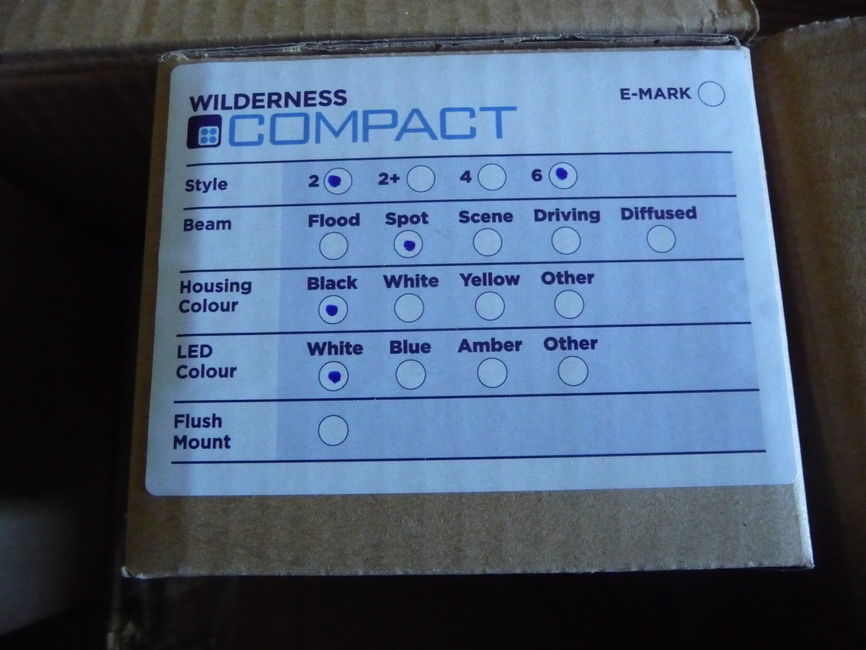 WILDERNESS
E-MARK
COMPACT
Style 2 2+ 4 6
Beam Flood Spot Scene Driving Diffused
Housing Colour Black White Yellow Other
LED Colour White Blue Amber Other
Flush Mount